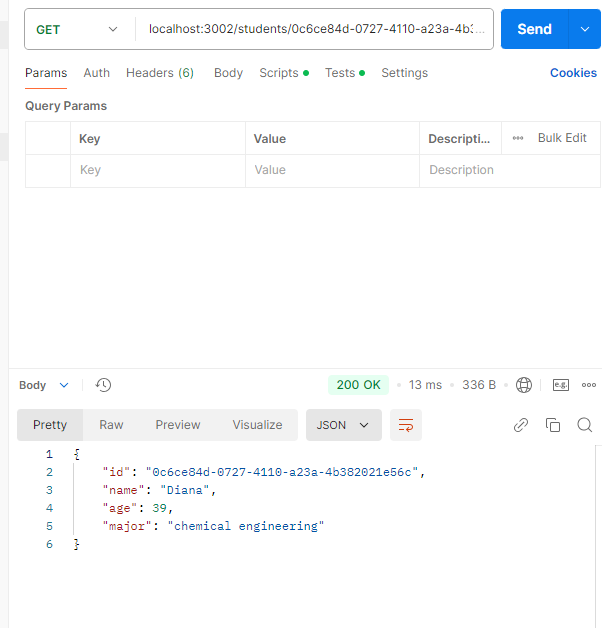 GET localhost:3002/students/0c6ce84d-0727-4110-a23a-4b3... Send
Params Auth Headers (6) Body Scripts Tests Settings Cookies
Query Params
Key Value Descripti... Bulk Edit
Key Value Description
Body 200 OK 13 ms 336 B e.g.
Pretty Raw Preview Visualize JSON
1 {
2 "id": "0c6ce84d-0727-4110-a23a-4b382021e56c",
3 "name": "Diana",
4 "age": 39,
5 "major": "chemical engineering"
6 }